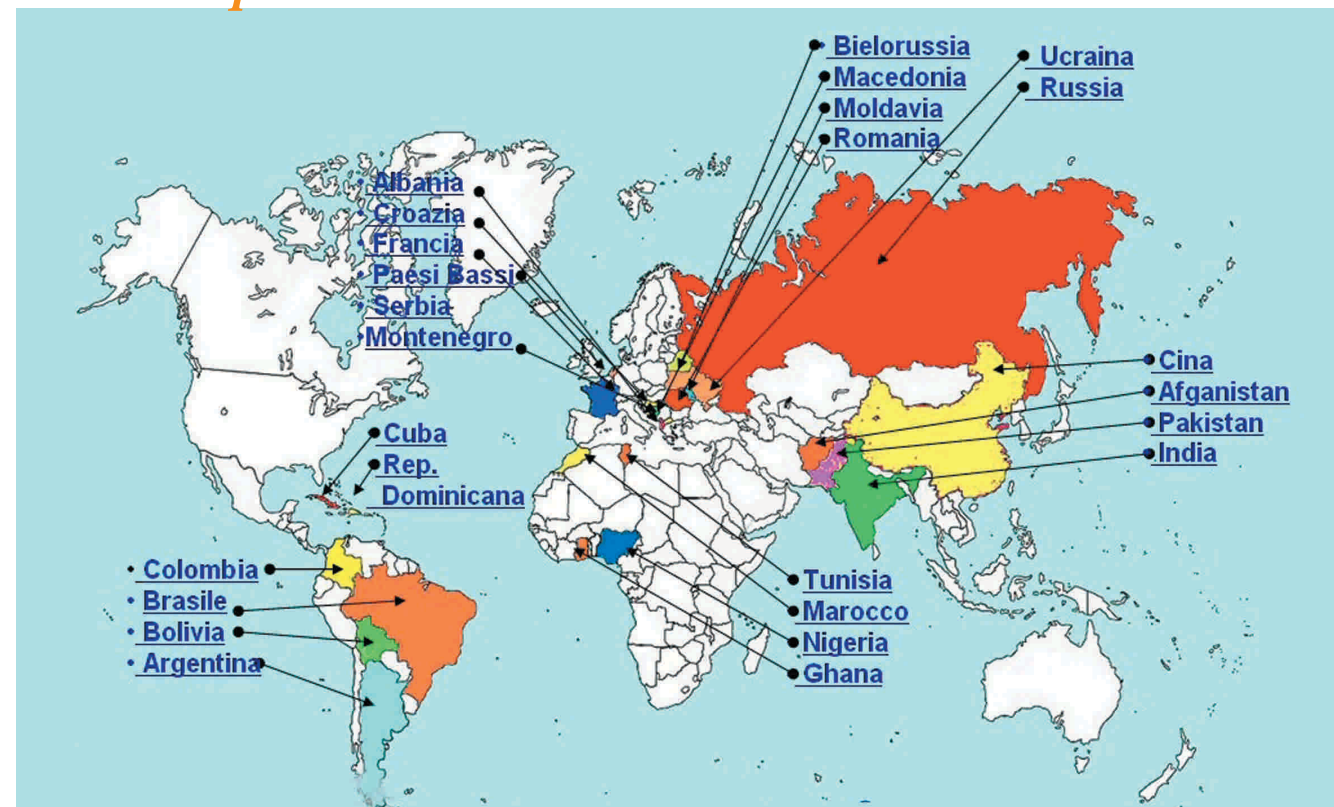 • Bielorussia
Macedonia
Moldavia
Romania
Ucraina
Russia
• Albania
• Croazia
• Francia
• Paesi Bassi
• Serbia
•Montenegro
Cina
Afganistan
Pakistan
India
Cuba
Rep.
Dominicana
• Colombia
• Brasile
• Bolivia
• Argentina
Tunisia
Marocco
Nigeria
Ghana